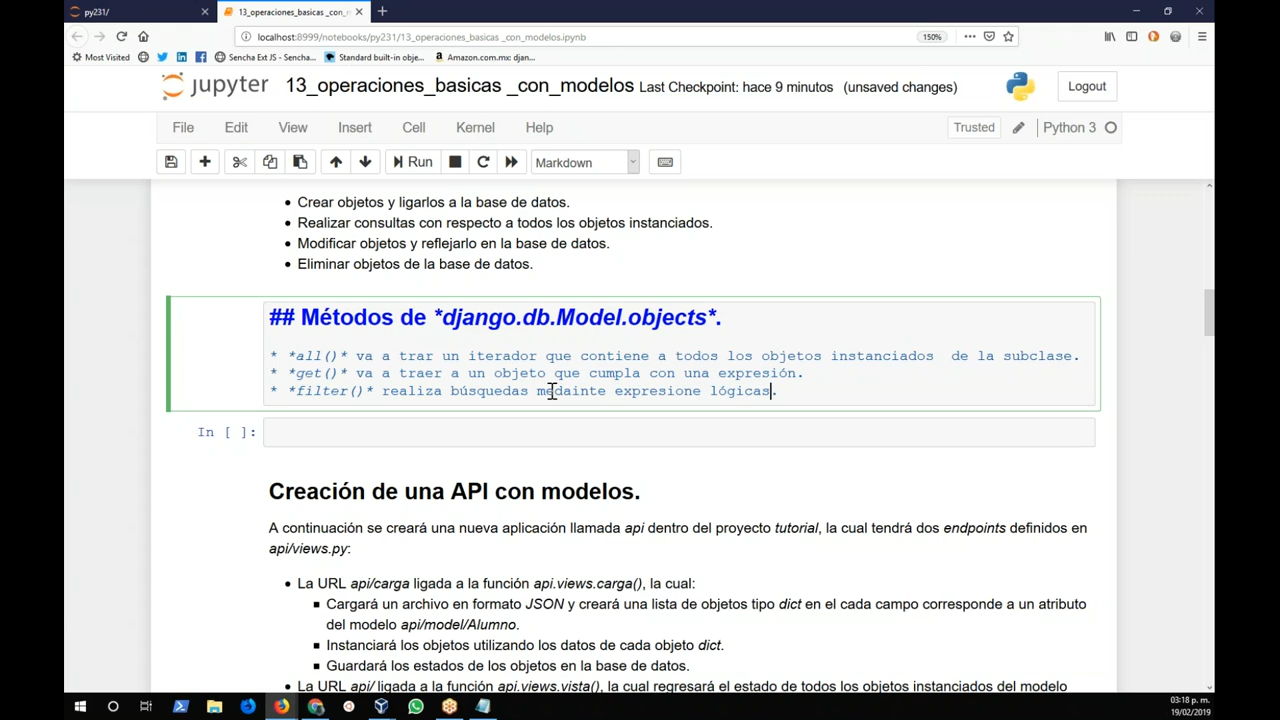 py231/
13_operaciones_basicas _con_m
localhost:8999/notebooks/py231/13_operaciones_basicas _con_modelos.ipynb
150%
Most Visited
Sencha Ext JS - Sencha...
Standard built-in obje...
Amazon.com.mx: djan...
jupyter 13_operaciones_basicas _con_modelos Last Checkpoint: hace 9 minutos (unsaved changes)
Logout
File Edit View Insert Cell Kernel Help
Trusted
Python 3
Run
Markdown
• Crear objetos y ligarlos a la base de datos.
• Realizar consultas con respecto a todos los objetos instanciados.
• Modificar objetos y reflejarlo en la base de datos.
• Eliminar objetos de la base de datos.
## Métodos de *django.db.Model.objects*.
* *all()* va a trar un iterador que contiene a todos los objetos instanciados  de la subclase.
* *get()* va a traer a un objeto que cumpla con una expresión.
* *filter()* realiza búsquedas medainte expresione lógicas.
In [ ]:
Creación de una API con modelos.
A continuación se creará una nueva aplicación llamada api dentro del proyecto tutorial, la cual tendrá dos endpoints definidos en
api/views.py:
• La URL api/carga ligada a la función api.views.carga(), la cual:
▪ Cargará un archivo en formato JSON y creará una lista de objetos tipo dict en el cada campo corresponde a un atributo
del modelo api/model/Alumno.
▪ Instanciará los objetos utilizando los datos de cada objeto dict.
▪ Guardará los estados de los objetos en la base de datos.
• La URL api/ ligada a la función api.views.vista(), la cual regresará el estado de todos los objetos instanciados del modelo
03:18 p. m.
19/02/2019